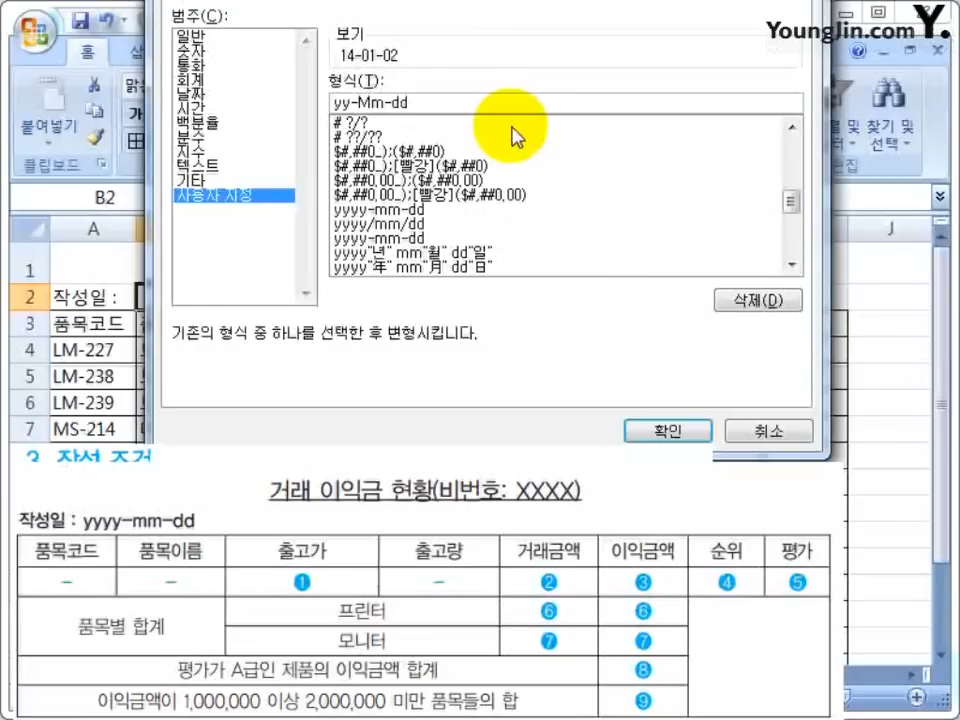 YoungJin.com Y.
범주(C):
일반
숫자
통화
회계
날짜
시간
백분율
분수
지수
텍스트
기타
사용자 지정
보기
14-01-02
형식(T):
yy-Mm-dd
# ?/?
# ??/??
$#,##0_);($#,##0)
$#,##0_);[빨강]($#,##0)
$#,##0.00_);($#,##0.00)
$#,##0.00_);[빨강]($#,##0.00)
yyyy-mm-dd
yyyy/mm/dd
yyyy-mm-dd
yyyy"년" mm"월" dd"일"
yyyy"年" mm"月" dd"日"
삭제(D)
기존의 형식 중 하나를 선택한 후 변형시킵니다.
확인
취소
홈
붙여넣기
클립보드
가
찾기 및
선택
및
B2
A
J
1
2 작성일 :
3 품목코드
4 LM-227
5 LM-238
6 LM-239
7 MS-214
3. 작성 조건
거래 이익금 현황(비번호: XXXX)
작성일 : yyyy-mm-dd
품목코드 품목이름 출고가 출고량 거래금액 이익금액 순위 평가
– – ❶ – ❷ ❸ ❹ ❺
품목별 합계
프린터 ❻ ❻
모니터 ❼ ❼
평가가 A급인 제품의 이익금액 합계 ❽
이익금액이 1,000,000 이상 2,000,000 미만 품목들의 합 ❾